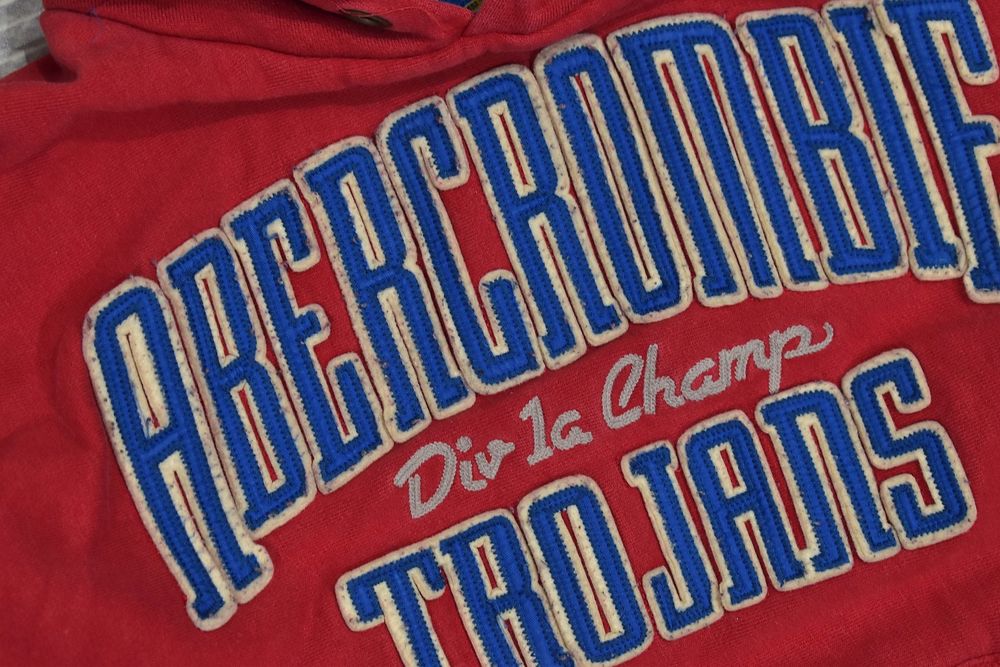 ABERCROMBIE
Div 1a Champ
TROJANS